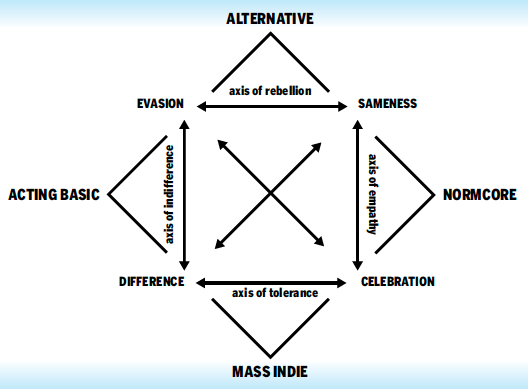 ALTERNATIVE
axis of rebellion
EVASION
SAMENESS
axis of indifference
axis of empathy
ACTING BASIC
NORMCORE
DIFFERENCE
CELEBRATION
axis of tolerance
MASS INDIE